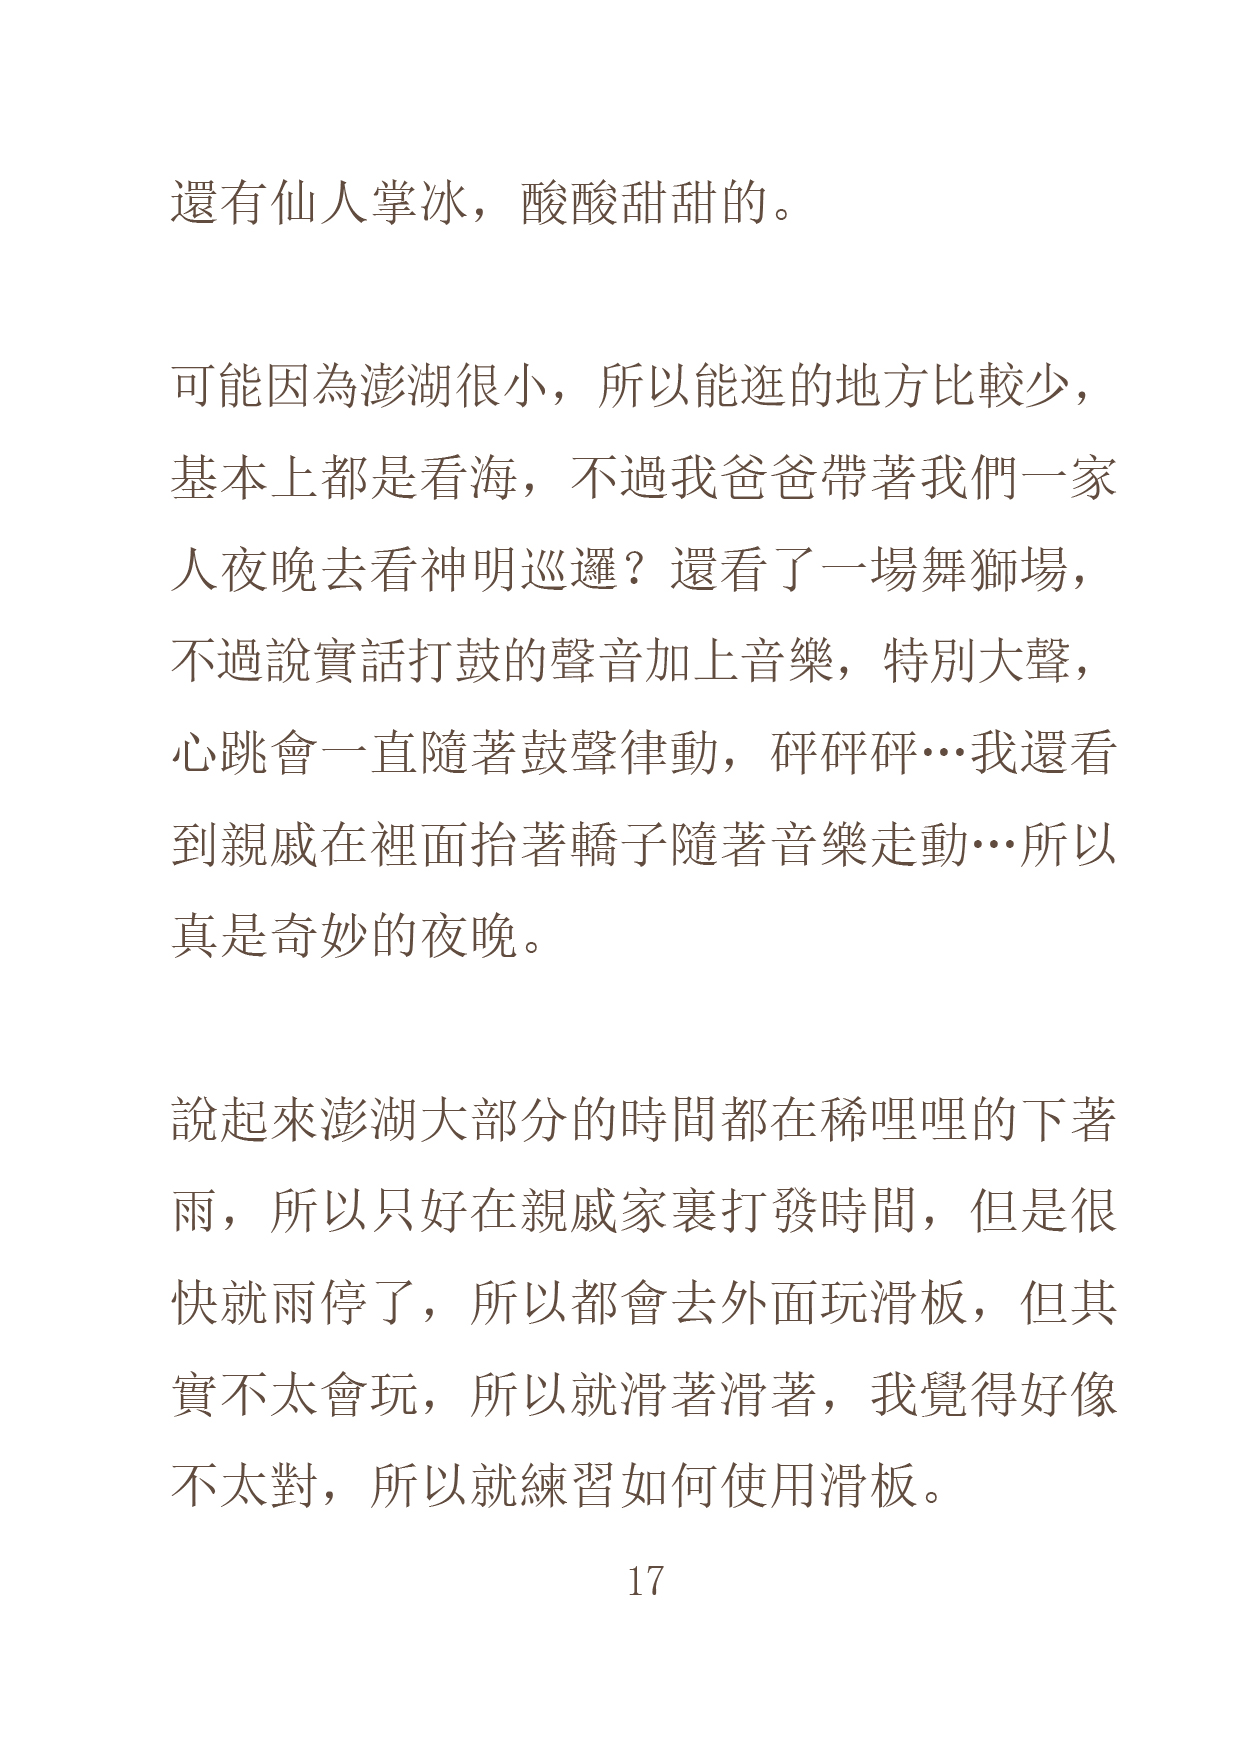 還有仙人掌冰，酸酸甜甜的。
可能因為澎湖很小，所以能逛的地方比較少，
基本上都是看海，不過我爸爸帶著我們一家
人夜晚去看神明巡邏？還看了一場舞獅場，
不過說實話打鼓的聲音加上音樂，特別大聲，
心跳會一直隨著鼓聲律動，砰砰砰…我還看
到親戚在裡面抬著轎子隨著音樂走動…所以
真是奇妙的夜晚。
說起來澎湖大部分的時間都在稀哩哩的下著
雨，所以只好在親戚家裏打發時間，但是很
快就雨停了，所以都會去外面玩滑板，但其
實不太會玩，所以就滑著滑著，我覺得好像
不太對，所以就練習如何使用滑板。
17